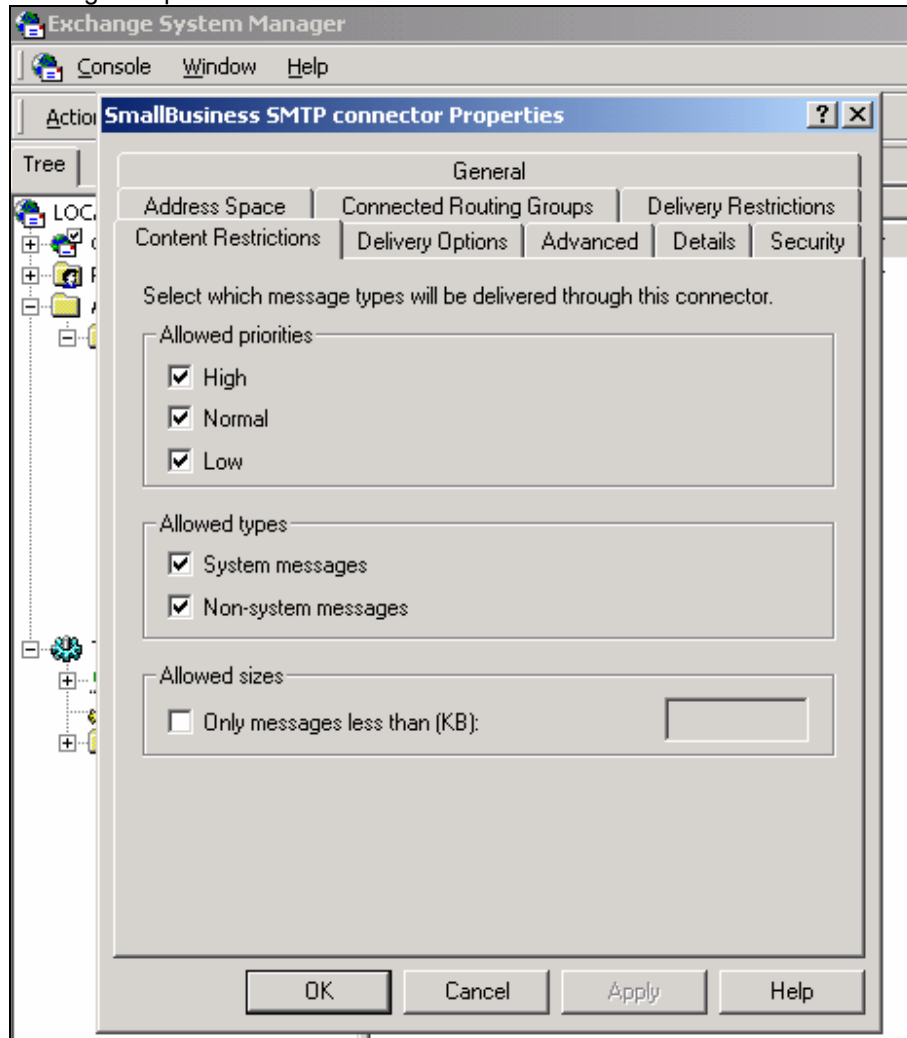 Exchange System Manager
Console Window Help
Action SmallBusiness SMTP connector Properties ? X
Tree
General
Address Space Connected Routing Groups Delivery Restrictions
Content Restrictions Delivery Options Advanced Details Security
Select which message types will be delivered through this connector.
Allowed priorities
High
Normal
Low
Allowed types
System messages
Non-system messages
Allowed sizes
Only messages less than (KB):
OK Cancel Apply Help